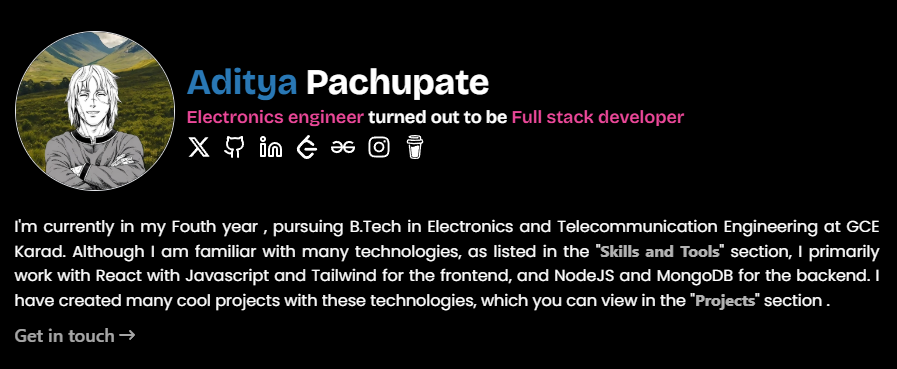 Aditya Pachupate
Electronics engineer turned out to be Full stack developer
I'm currently in my Fouth year , pursuing B.Tech in Electronics and Telecommunication Engineering at GCE
Karad. Although I am familiar with many technologies, as listed in the "Skills and Tools" section, I primarily
work with React with Javascript and Tailwind for the frontend, and NodeJS and MongoDB for the backend. I
have created many cool projects with these technologies, which you can view in the "Projects" section .
Get in touch →